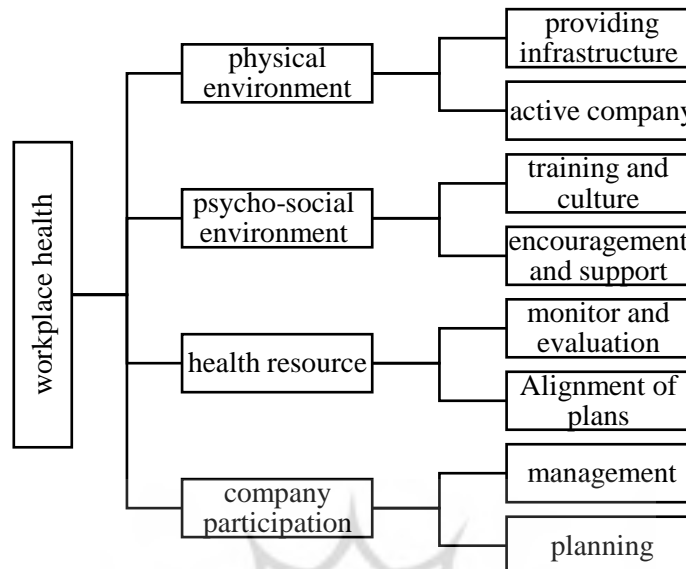 workplace health
physical
environment
providing
infrastructure
active company
psycho-social
environment
training and
culture
encouragement
and support
health resource
monitor and
evaluation
Alignment of
plans
company
participation
management
planning